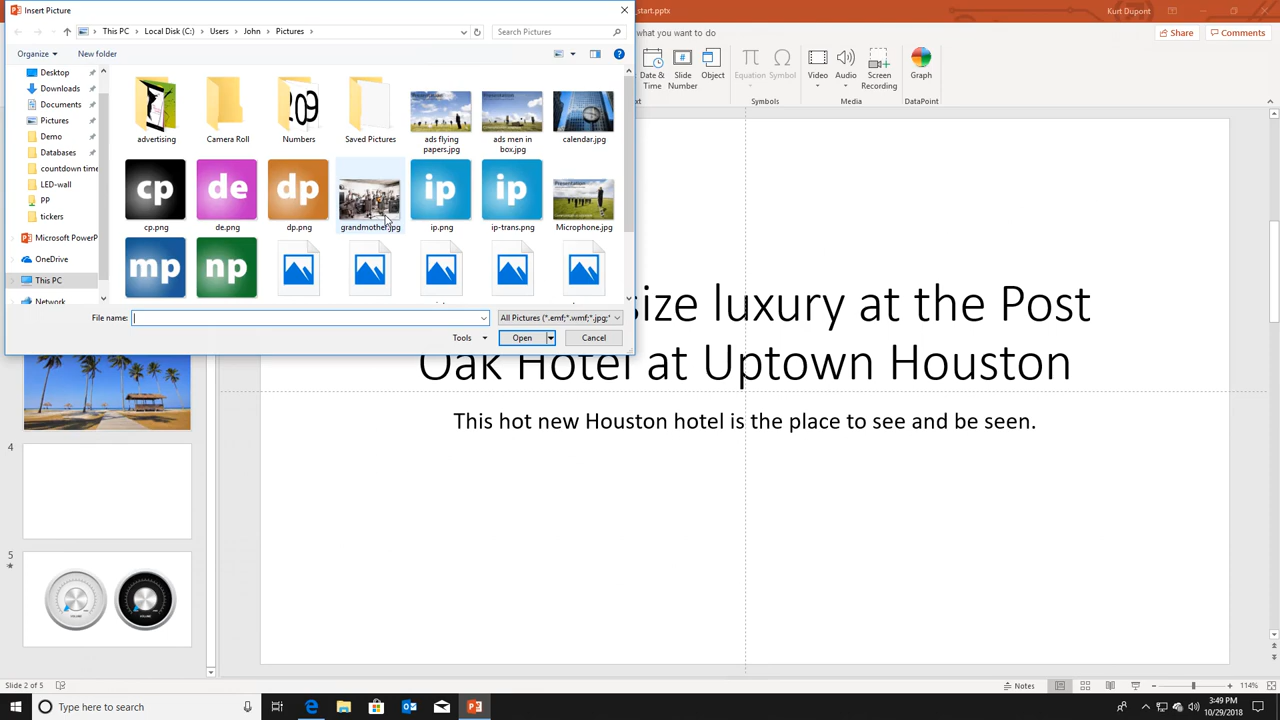 Insert Picture
_start.pptx
Kurt Dupont
This PC
Local Disk (C:)
Users
John
Pictures
Search Pictures
what you want to do
Share
Comments
Organize
New folder
Date & Time
Slide Number
Object
Equation
Symbol
Video
Audio
Screen Recording
Graph
Symbols
Media
DataPoint
Desktop
Downloads
Documents
Pictures
Demo
Databases
countdown time
LED-wall
PP
tickers
Microsoft PowerP
OneDrive
This PC
Network
209
advertising
Camera Roll
Numbers
Saved Pictures
ads flying papers.jpg
ads men in box.jpg
calendar.jpg
cp
de
dp
ip
ip
Presentation
cp.png
de.png
dp.png
grandmother.jpg
ip.png
ip-trans.png
Microphone.jpg
mp
np
File name:
All Pictures (*.emf;*.wmf;*.jpg;*
Tools
Open
Cancel
size luxury at the Post
Oak Hotel at Uptown Houston
This hot new Houston hotel is the place to see and be seen.
4
5
VOLUME
VOLUME
Slide 2 of 5
Notes
114%
Type here to search
3:49 PM
10/29/2018